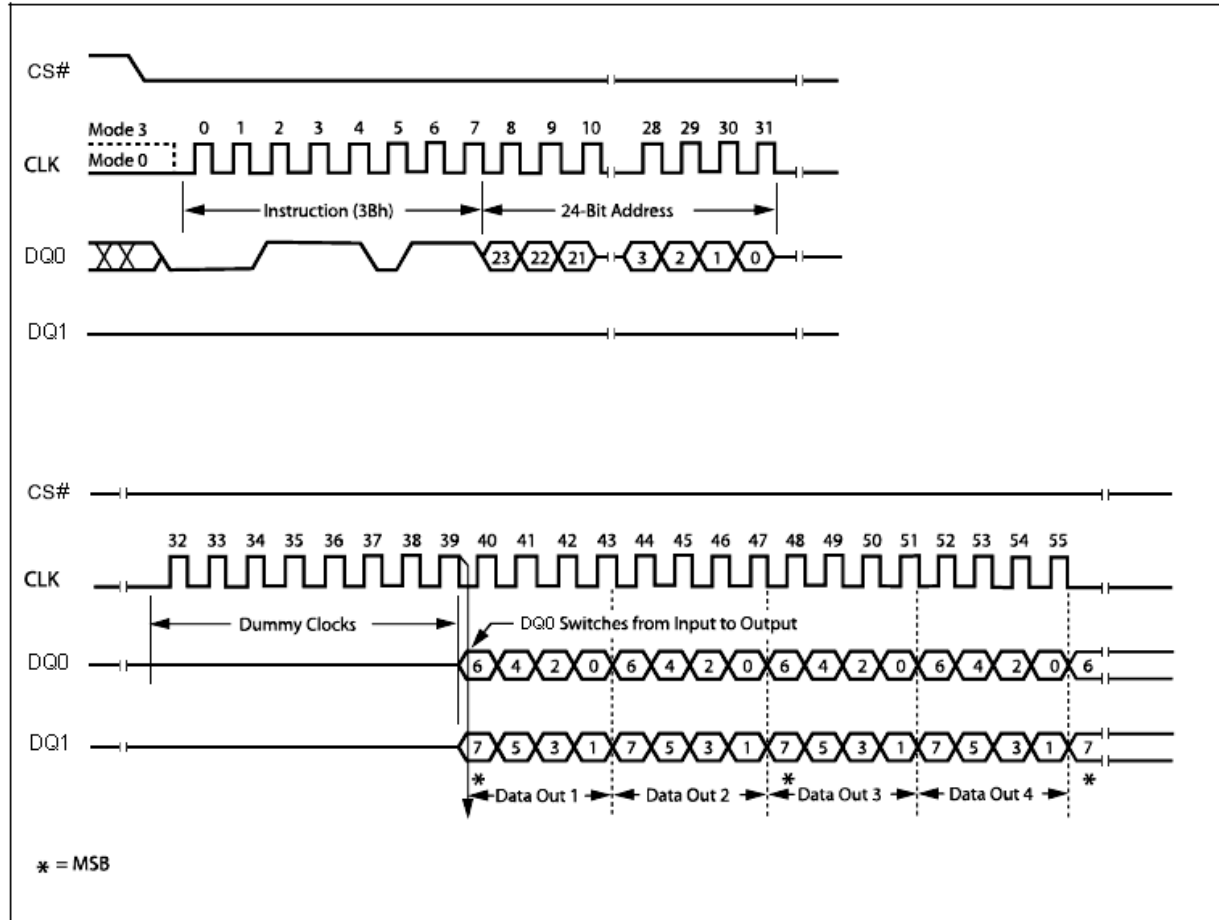 CS#
Mode 3 0 1 2 3 4 5 6 7 8 9 10 28 29 30 31
Mode 0
CLK
Instruction (3Bh) 24-Bit Address
DQ0 23 22 21 3 2 1 0
DQ1
CS#
32 33 34 35 36 37 38 39 40 41 42 43 44 45 46 47 48 49 50 51 52 53 54 55
CLK
Dummy Clocks DQ0 Switches from Input to Output
DQ0 6 4 2 0 6 4 2 0 6 4 2 0 6 4 2 0 6
DQ1 7 5 3 1 7 5 3 1 7 5 3 1 7 5 3 1 7
* Data Out 1 Data Out 2 * Data Out 3 Data Out 4 *
* = MSB